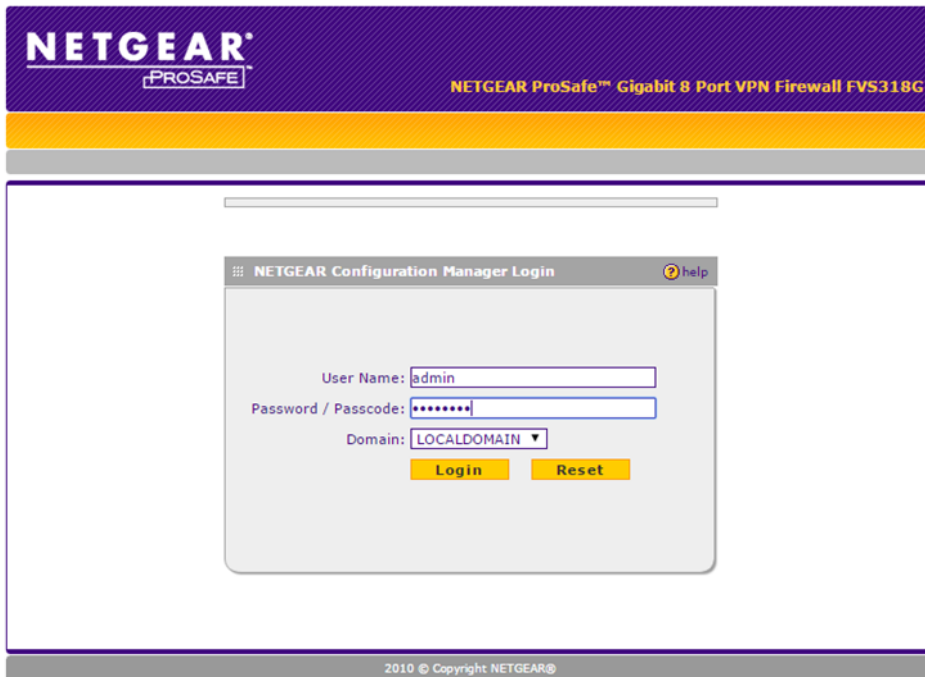 NETGEAR®
PROSAFE™
NETGEAR ProSafe™ Gigabit 8 Port VPN Firewall FVS318G
NETGEAR Configuration Manager Login
? help
User Name: admin
Password / Passcode: ••••••••
Domain: LOCALDOMAIN ▼
Login Reset
2010 © Copyright NETGEAR®